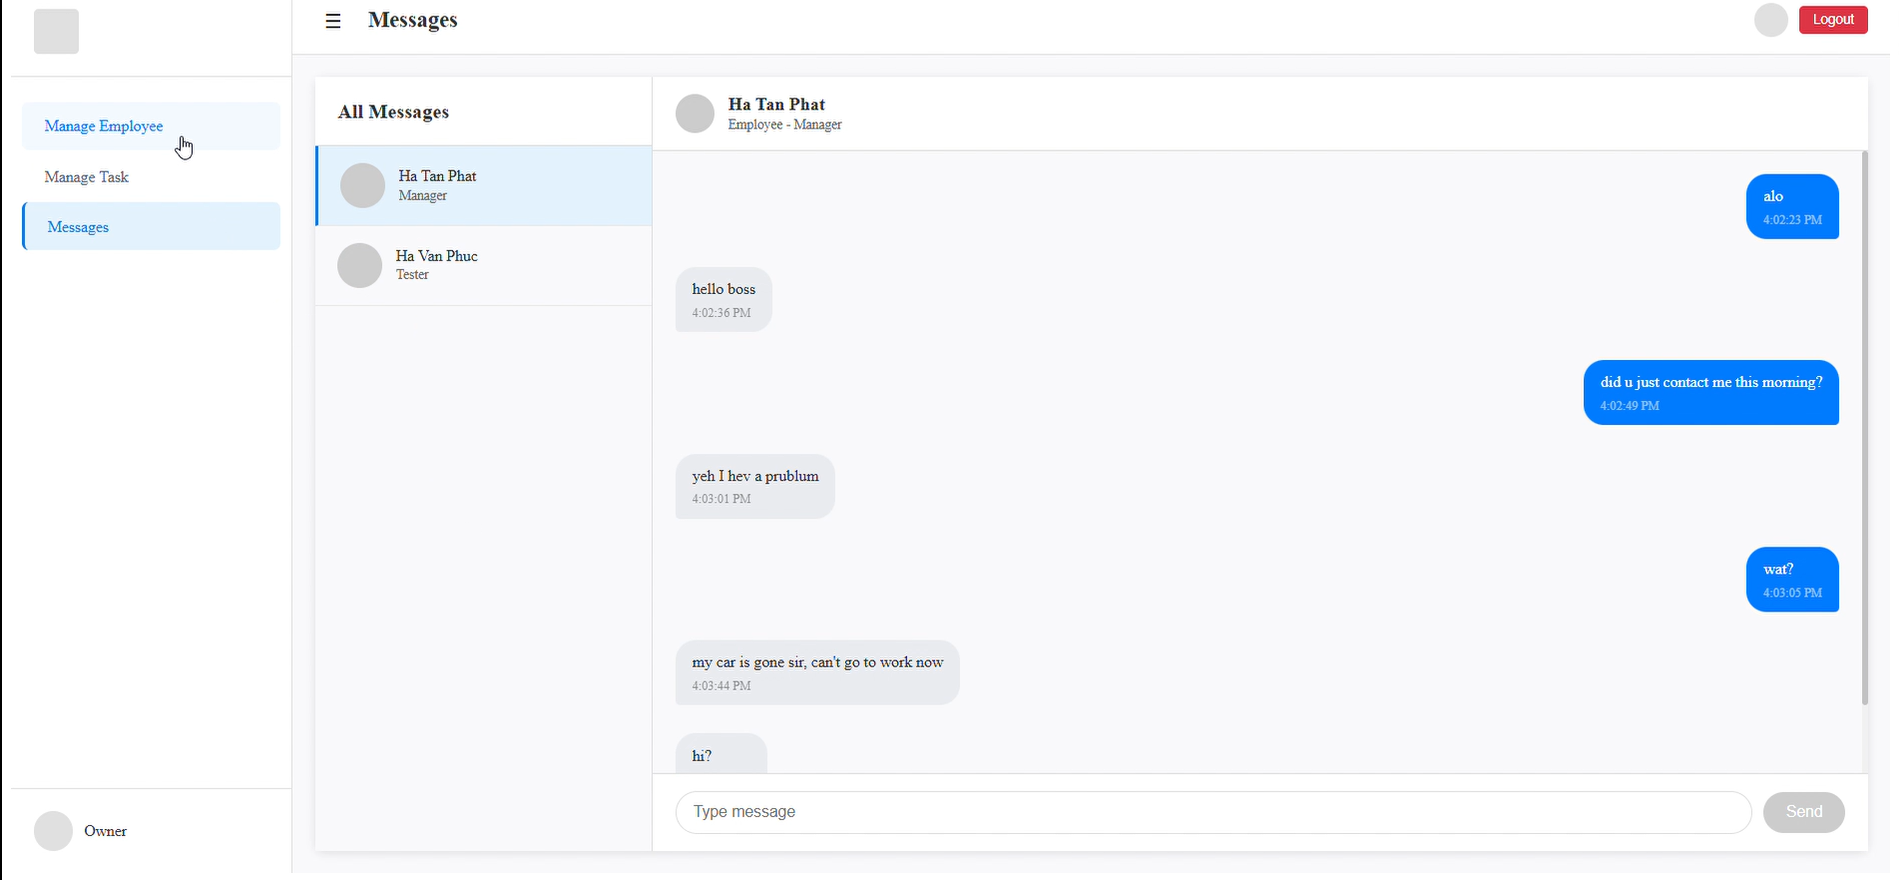 ☰ Messages
Logout
Manage Employee
Manage Task
Messages
Owner
All Messages
Ha Tan Phat
Manager
Ha Van Phuc
Tester
Ha Tan Phat
Employee - Manager
alo
4:02:23 PM
hello boss
4:02:36 PM
did u just contact me this morning?
4:02:49 PM
yeh I hev a prublum
4:03:01 PM
wat?
4:03:05 PM
my car is gone sir, can't go to work now
4:03:44 PM
hi?
Type message
Send